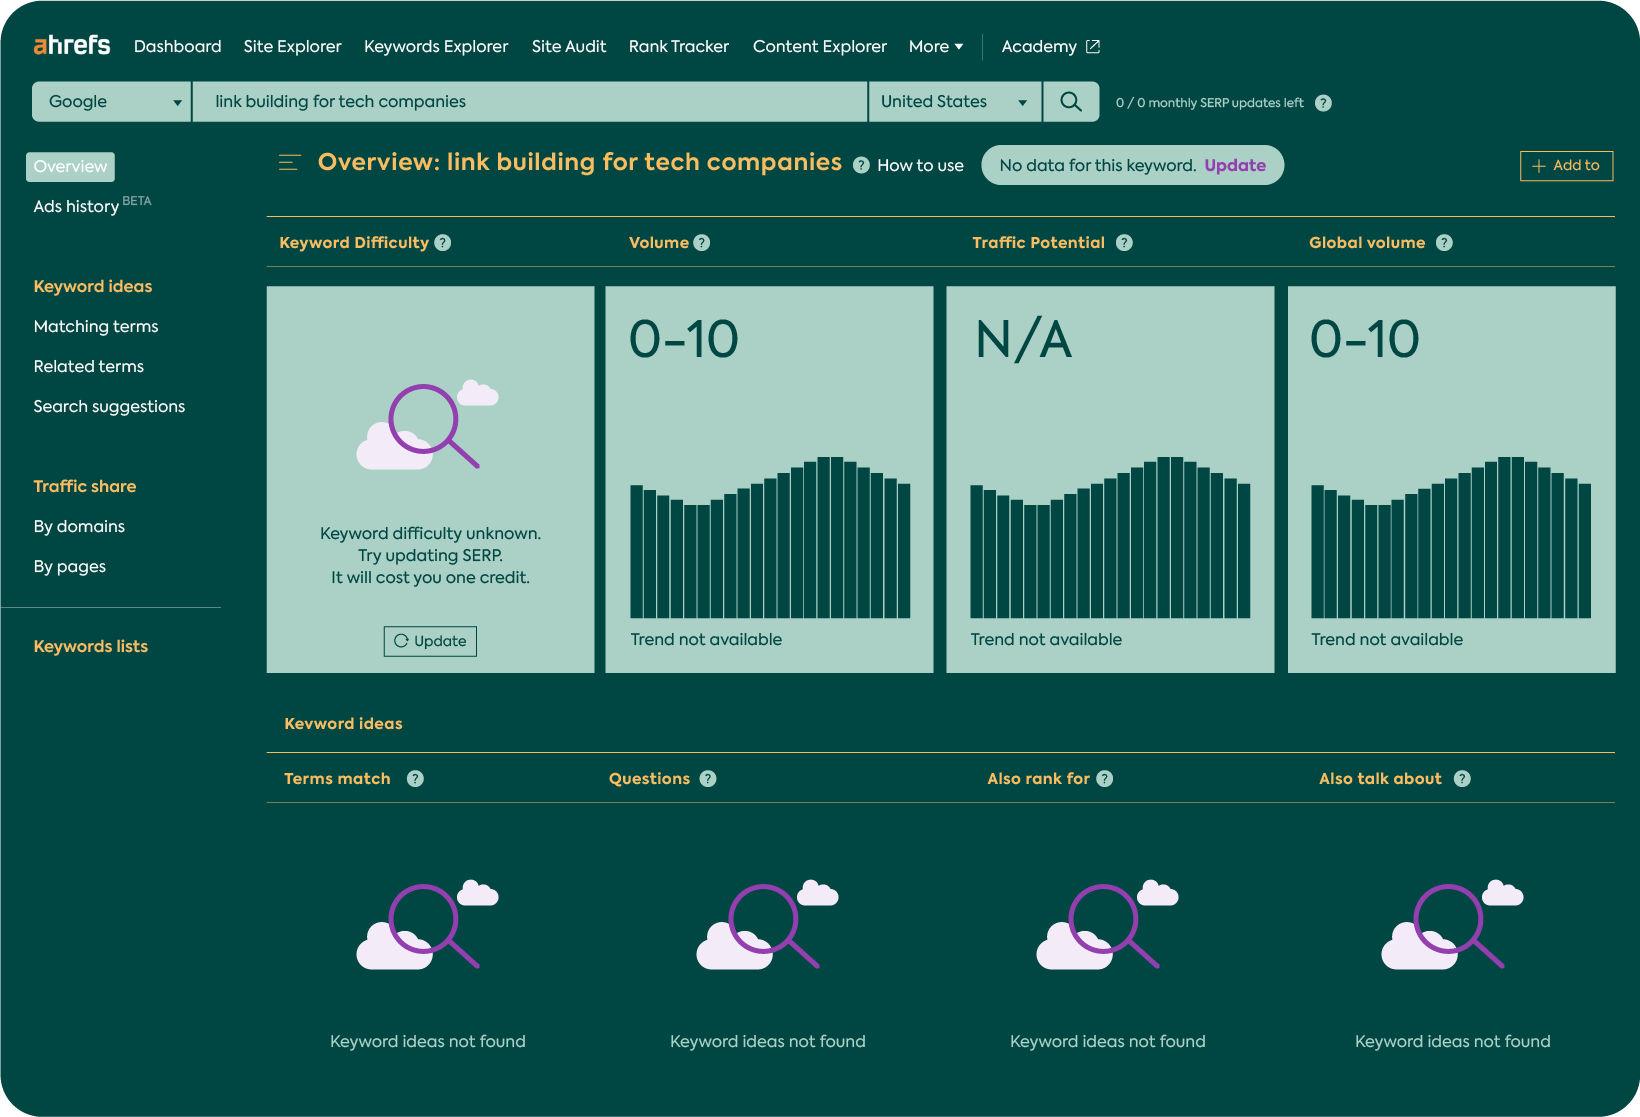 ahrefs Dashboard Site Explorer Keywords Explorer Site Audit Rank Tracker Content Explorer More Academy
Google link building for tech companies United States 0 / 0 monthly SERP updates left ?
Overview
Ads history BETA
Keyword ideas
Matching terms
Related terms
Search suggestions
Traffic share
By domains
By pages
Keywords lists
Overview: link building for tech companies ? How to use No data for this keyword. Update + Add to
Keyword Difficulty ? Volume ? Traffic Potential ? Global volume ?
0-10 N/A 0-10
Keyword difficulty unknown.
Try updating SERP.
It will cost you one credit.
Update
Trend not available Trend not available Trend not available
Kevword ideas
Terms match ? Questions ? Also rank for ? Also talk about ?
Keyword ideas not found Keyword ideas not found Keyword ideas not found Keyword ideas not found